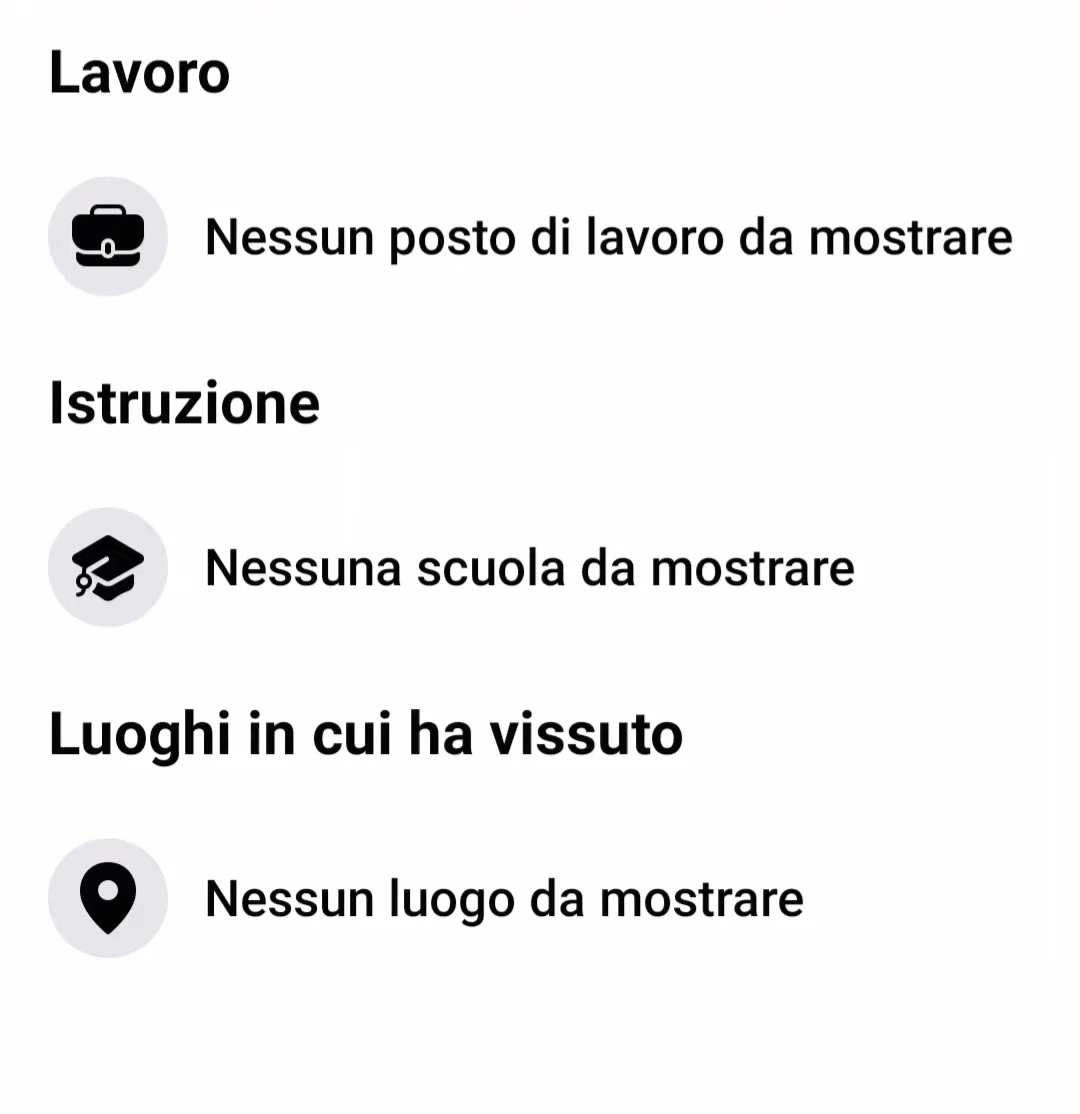 Lavoro
Nessun posto di lavoro da mostrare
Istruzione
Nessuna scuola da mostrare
Luoghi in cui ha vissuto
Nessun luogo da mostrare